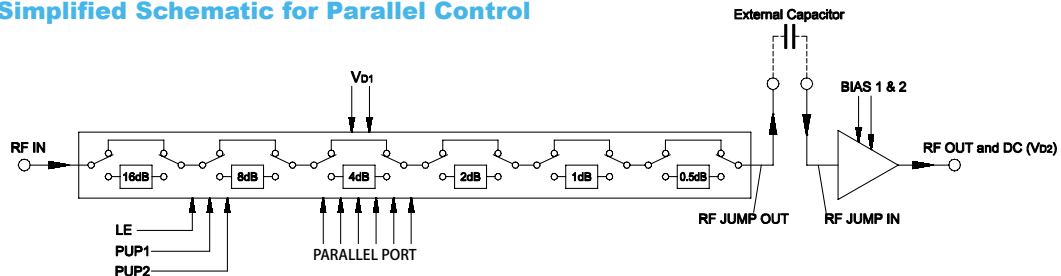 Simplified Schematic for Parallel Control
External Capacitor
VD1
BIAS 1 & 2
RF IN
RF OUT and DC (VD2)
16dB
8dB
4dB
2dB
1dB
0.5dB
RF JUMP OUT
RF JUMP IN
LE
PUP1
PUP2
PARALLEL PORT